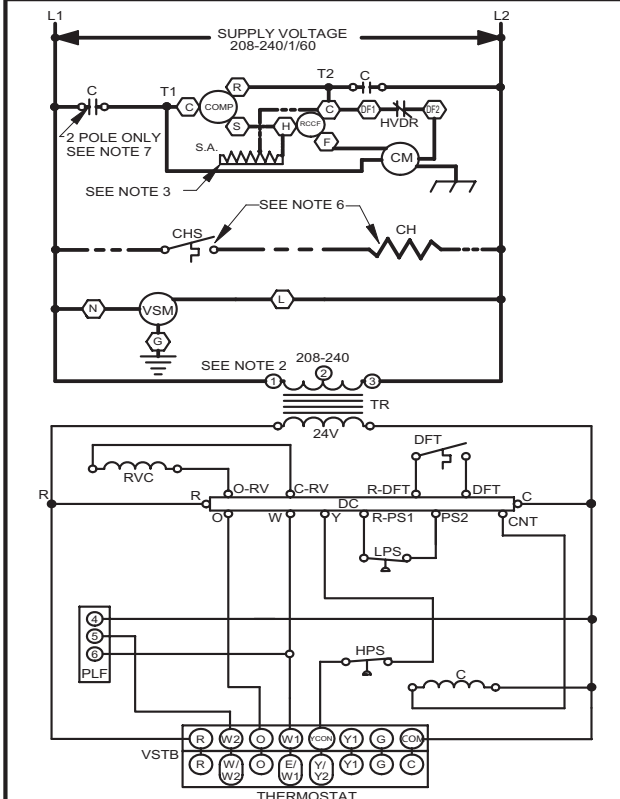 L1 L2
SUPPLY VOLTAGE
208-240/1/60
C T1 C COMP R T2 C
S H RCCF C DF1 HVDR DF2
F CM
2 POLE ONLY
SEE NOTE 7
S.A.
SEE NOTE 3
SEE NOTE 6
CHS CH
N VSM L
G
SEE NOTE 2 208-240
1 2 3
TR
24V
RVC DFT
R R O-RV C-RV R-DFT DFT C
DC
O W Y R-PS1 PS2 CNT
LPS
4
5
6
PLF
HPS
C
VSTB
R W2 O W1 YCON Y1 G COM
R W/W2 O E/W1 Y/Y2 Y1 G C
THERMOSTAT